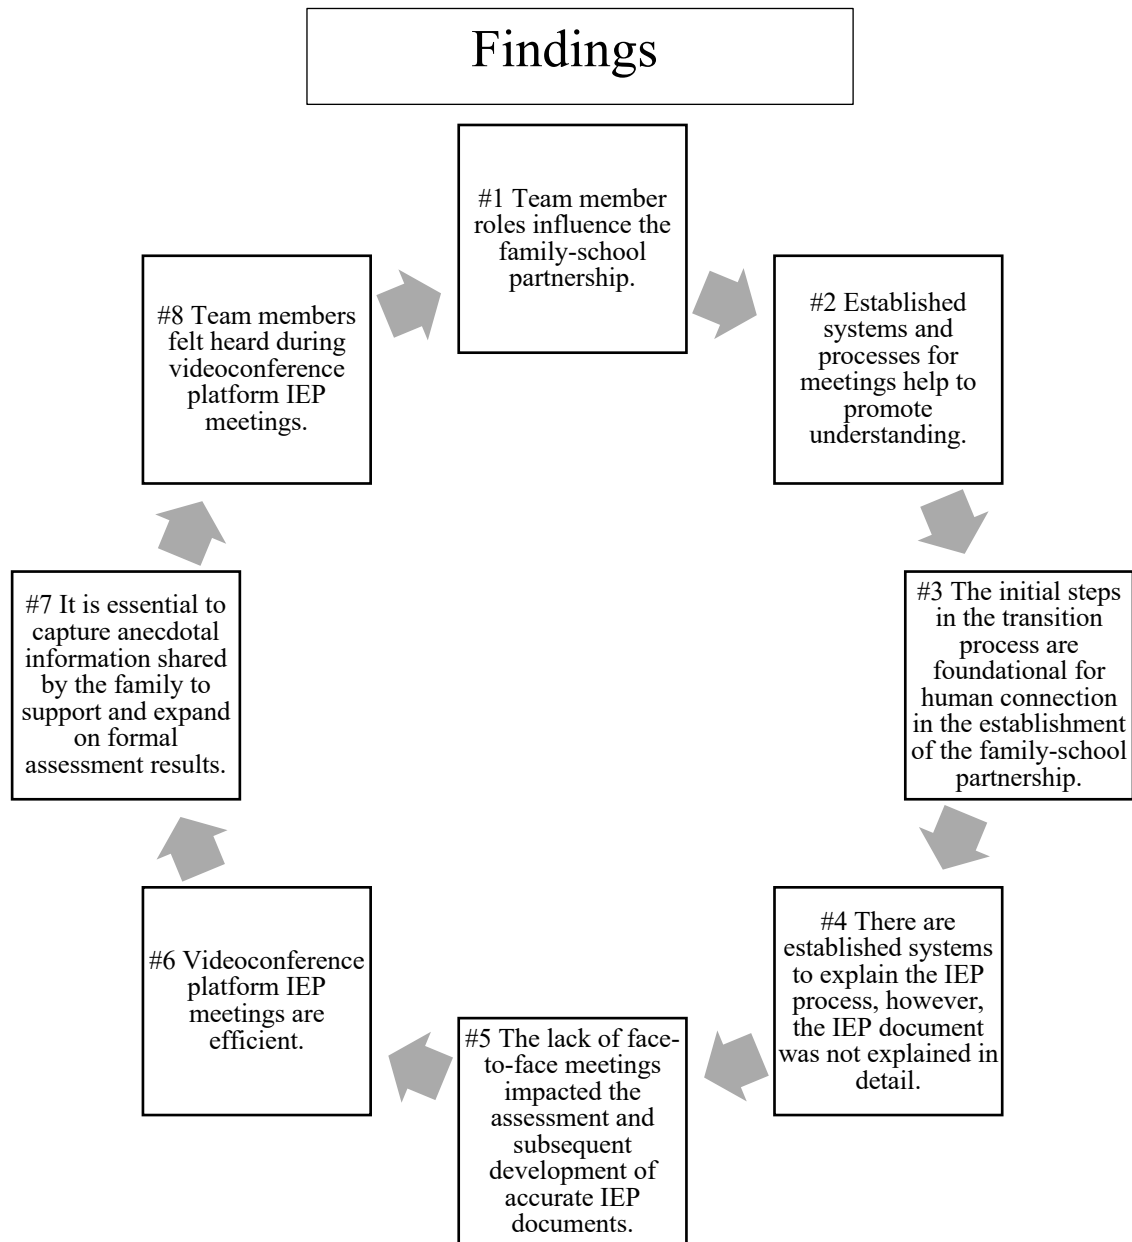 Findings
#1 Team member
roles influence the
family-school
partnership.
#2 Established
systems and
processes for
meetings help to
promote
understanding.
#3 The initial steps
in the transition
process are
foundational for
human connection
in the establishment
of the family-school
partnership.
#4 There are
established systems
to explain the IEP
process, however,
the IEP document
was not explained in
detail.
#5 The lack of face-
to-face meetings
impacted the
assessment and
subsequent
development of
accurate IEP
documents.
#6 Videoconference
platform IEP
meetings are
efficient.
#7 It is essential to
capture anecdotal
information shared
by the family to
support and expand
on formal
assessment results.
#8 Team members
felt heard during
videoconference
platform IEP
meetings.